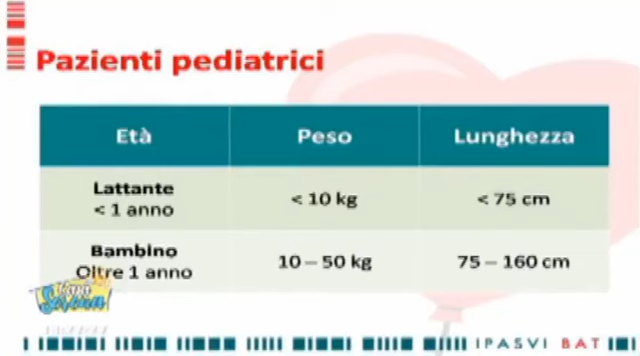 Pazienti pediatrici
Età Peso Lunghezza
Lattante
< 1 anno < 10 kg < 75 cm
Bambino
Oltre 1 anno 10 – 50 kg 75 – 160 cm
IPASVI BAT